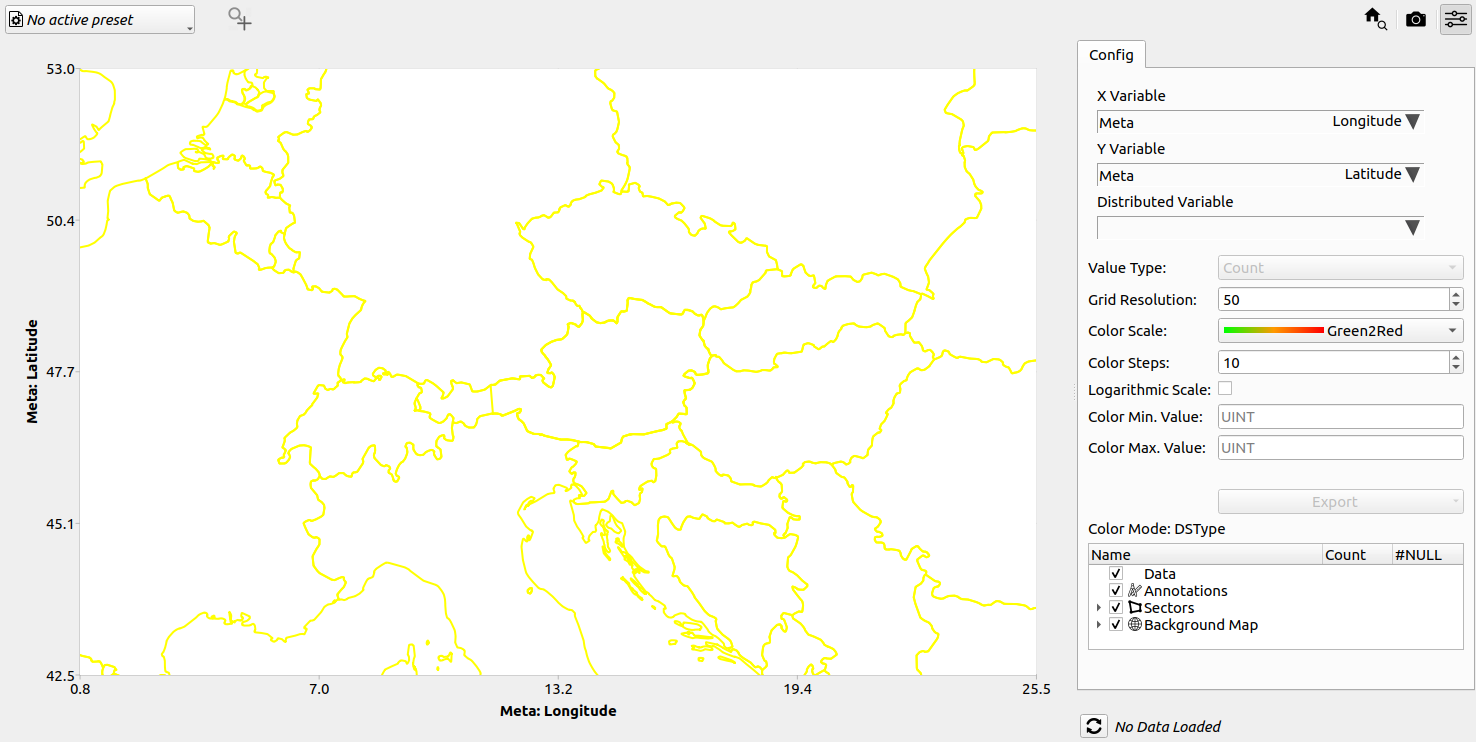 No active preset
Config
X Variable
Meta Longitude
Y Variable
Meta Latitude
Distributed Variable
Value Type: Count
Grid Resolution: 50
Color Scale: Green2Red
Color Steps: 10
Logarithmic Scale:
Color Min. Value: UINT
Color Max. Value: UINT
Export
Color Mode: DSType
Name Count #NULL
Data
Annotations
Sectors
Background Map
No Data Loaded
53.0
50.4
47.7
45.1
42.5
Meta: Latitude
0.8 7.0 13.2 19.4 25.5
Meta: Longitude